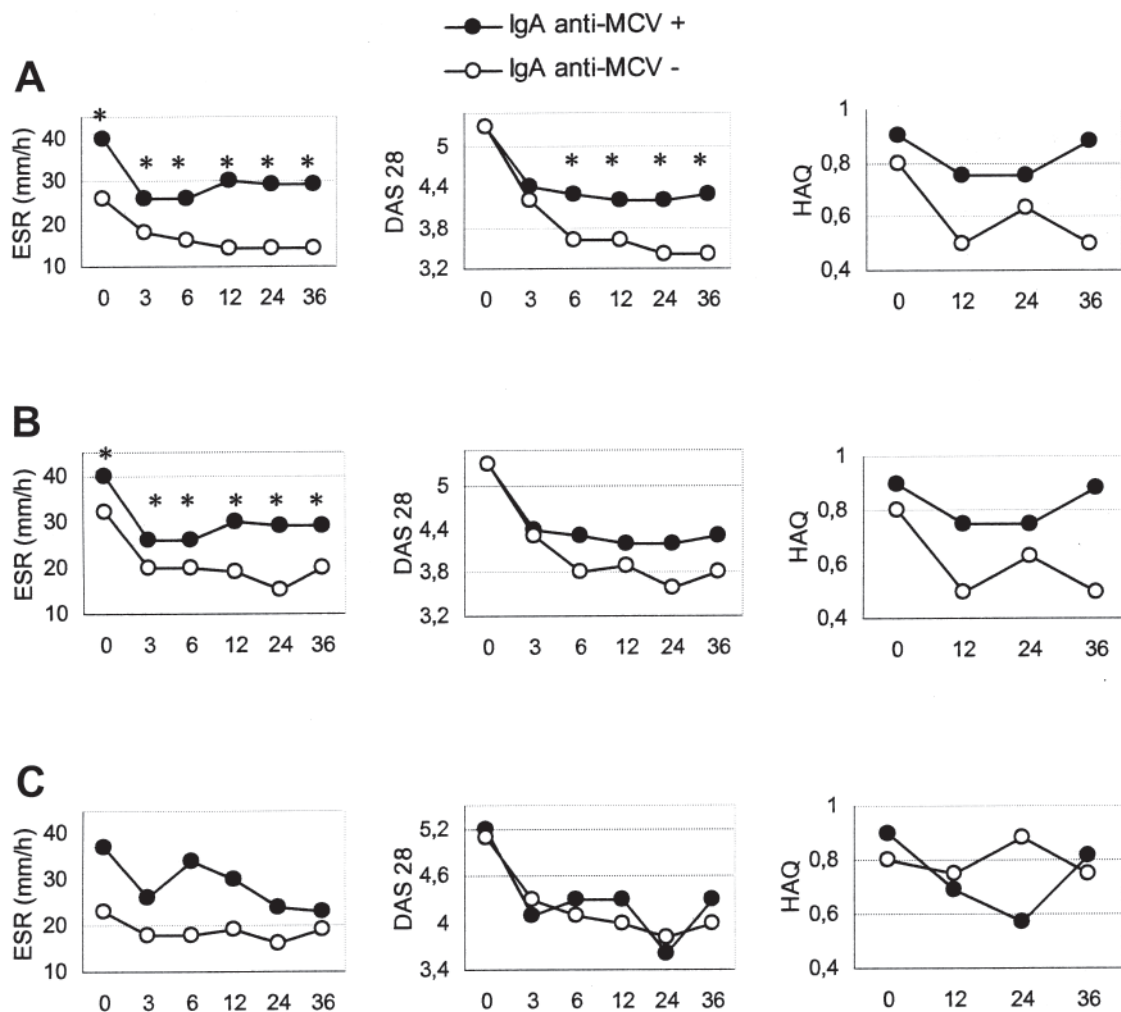 IgA anti-MCV +
IgA anti-MCV -
A
ESR (mm/h)
40
30
20
10
* * * * * *
0 3 6 12 24 36
DAS 28
5
4,4
3,8
3,2
* * * *
0 3 6 12 24 36
HAQ
1
0,8
0,6
0,4
0 12 24 36
B
ESR (mm/h)
40
30
20
10
* * * * * *
0 3 6 12 24 36
DAS 28
5
4,4
3,8
3,2
0 3 6 12 24 36
HAQ
1
0,8
0,6
0,4
0 12 24 36
C
ESR (mm/h)
40
30
20
10
0 3 6 12 24 36
DAS 28
5,2
4,6
4
3,4
0 3 6 12 24 36
HAQ
1
0,8
0,6
0,4
0 12 24 36